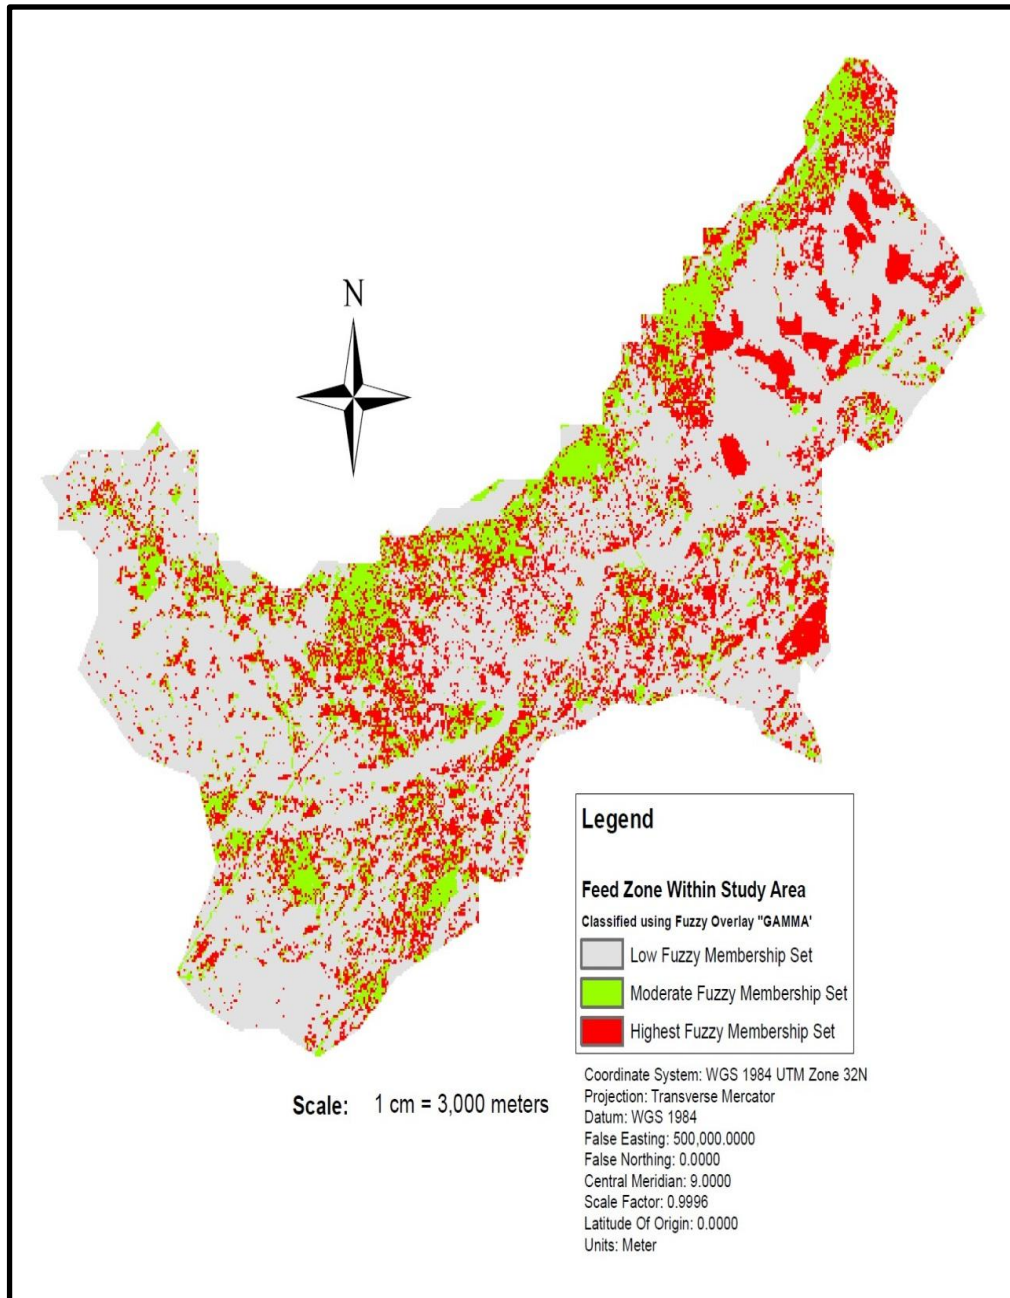 N
Legend
Feed Zone Within Study Area
Classified using Fuzzy Overlay "GAMMA'
Low Fuzzy Membership Set
Moderate Fuzzy Membership Set
Highest Fuzzy Membership Set
Scale: 1 cm = 3,000 meters
Coordinate System: WGS 1984 UTM Zone 32N
Projection: Transverse Mercator
Datum: WGS 1984
False Easting: 500,000.0000
False Northing: 0.0000
Central Meridian: 9.0000
Scale Factor: 0.9996
Latitude Of Origin: 0.0000
Units: Meter